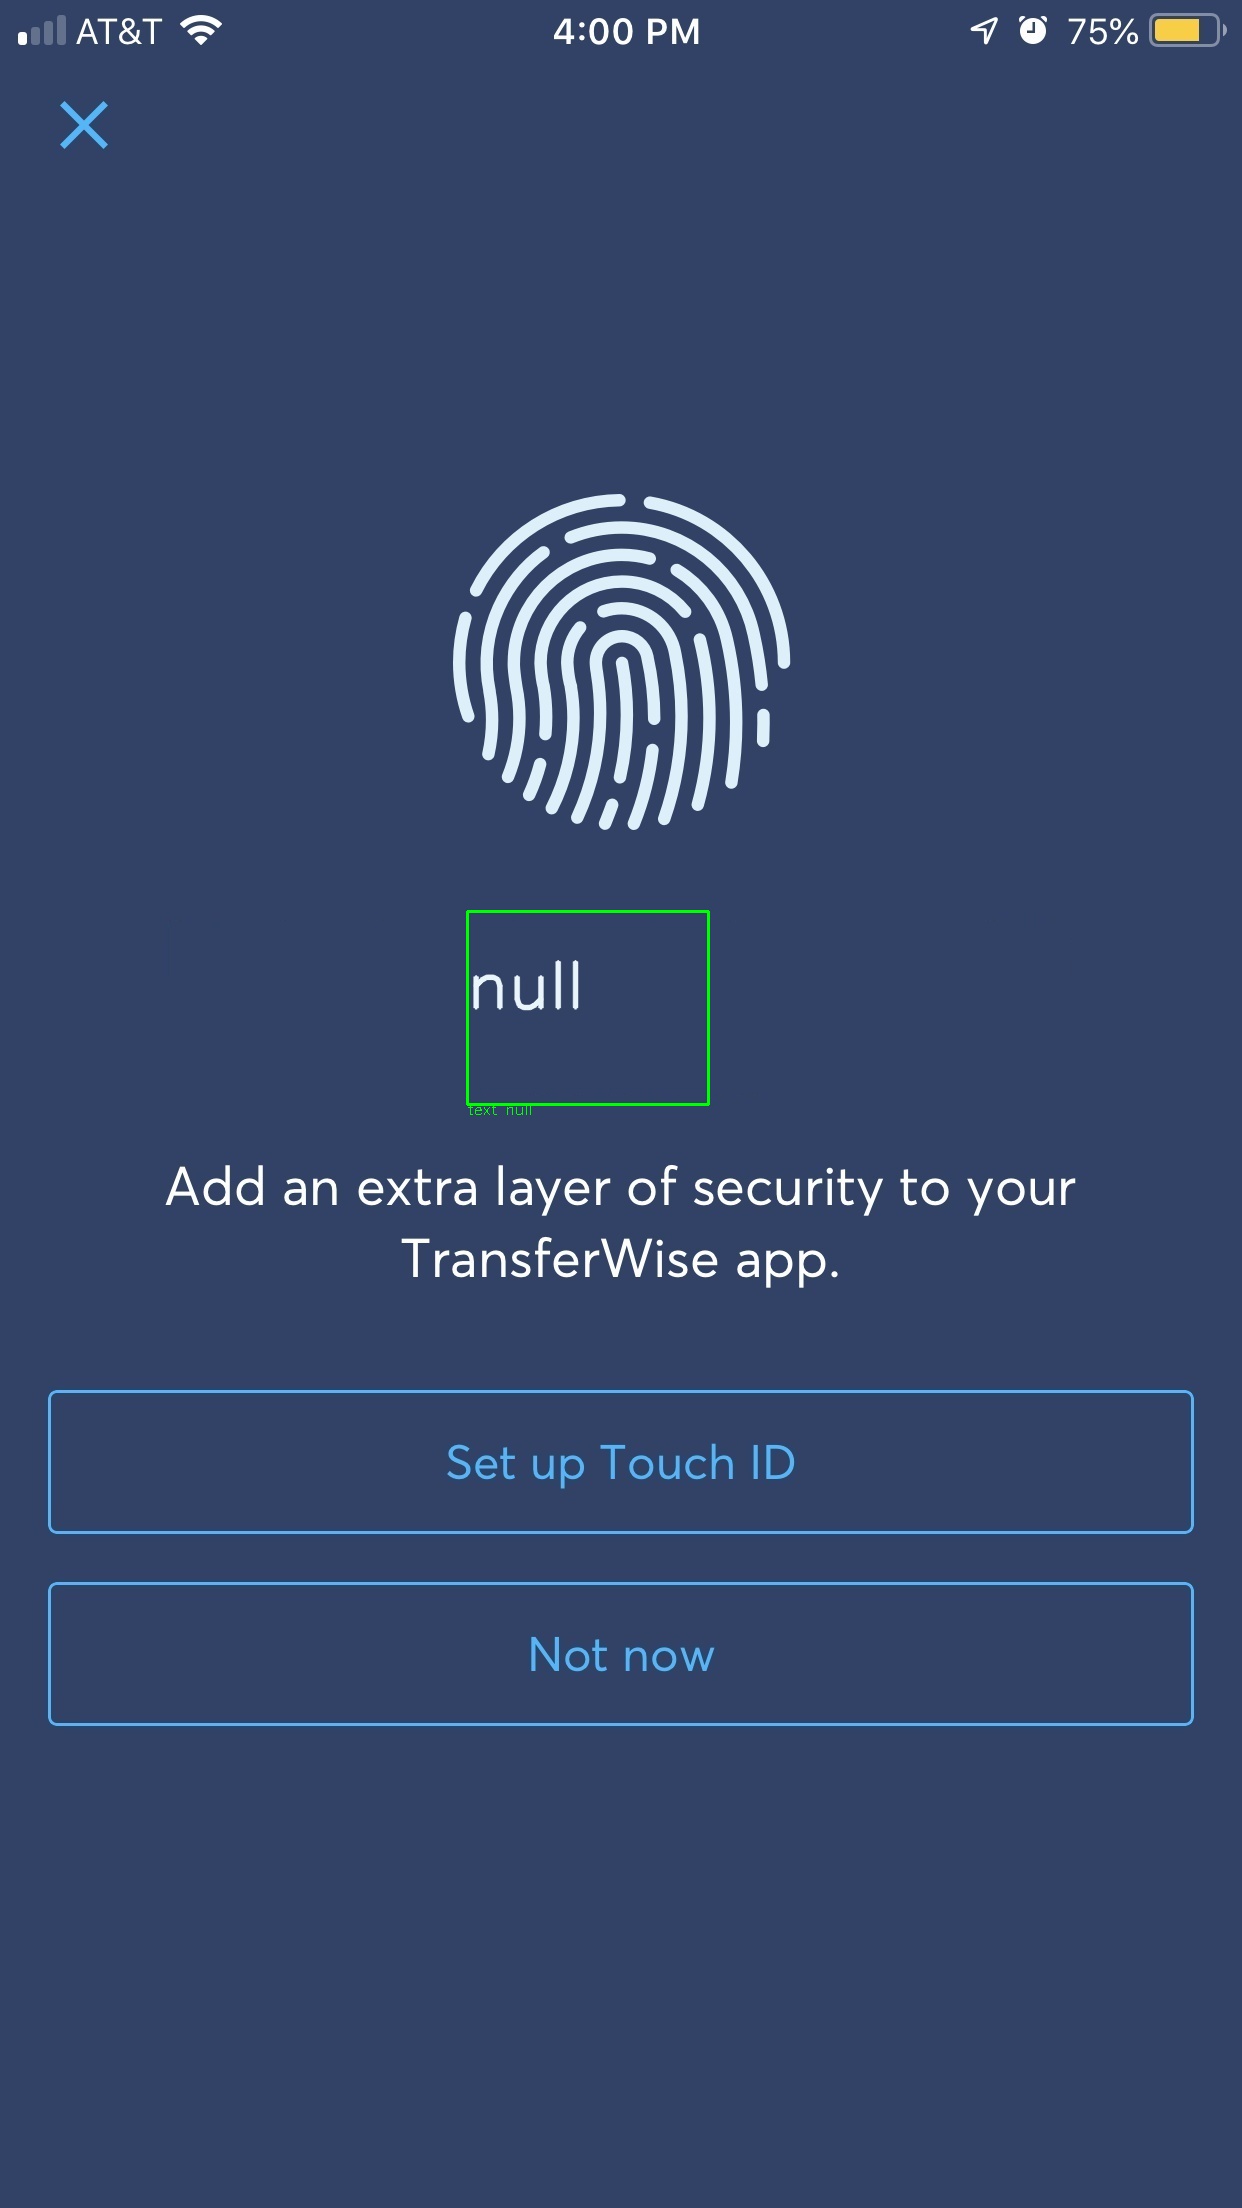 AT&T
4:00 PM
75%
null
text null
Add an extra layer of security to your
TransferWise app.
Set up Touch ID
Not now